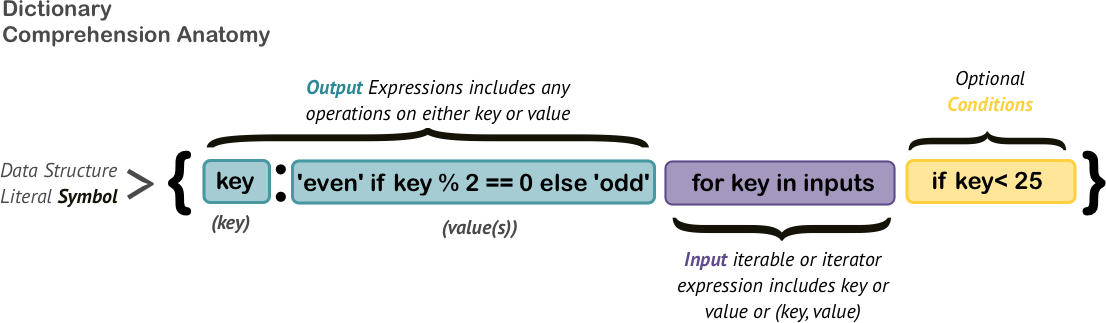 Dictionary
Comprehension Anatomy
Output Expressions includes any
operations on either key or value
Optional
Conditions
Data Structure
Literal Symbol >
{ key : 'even' if key % 2 == 0 else 'odd' for key in inputs if key< 25 }
(key)
(value(s))
Input iterable or iterator
expression includes key or
value or (key, value)